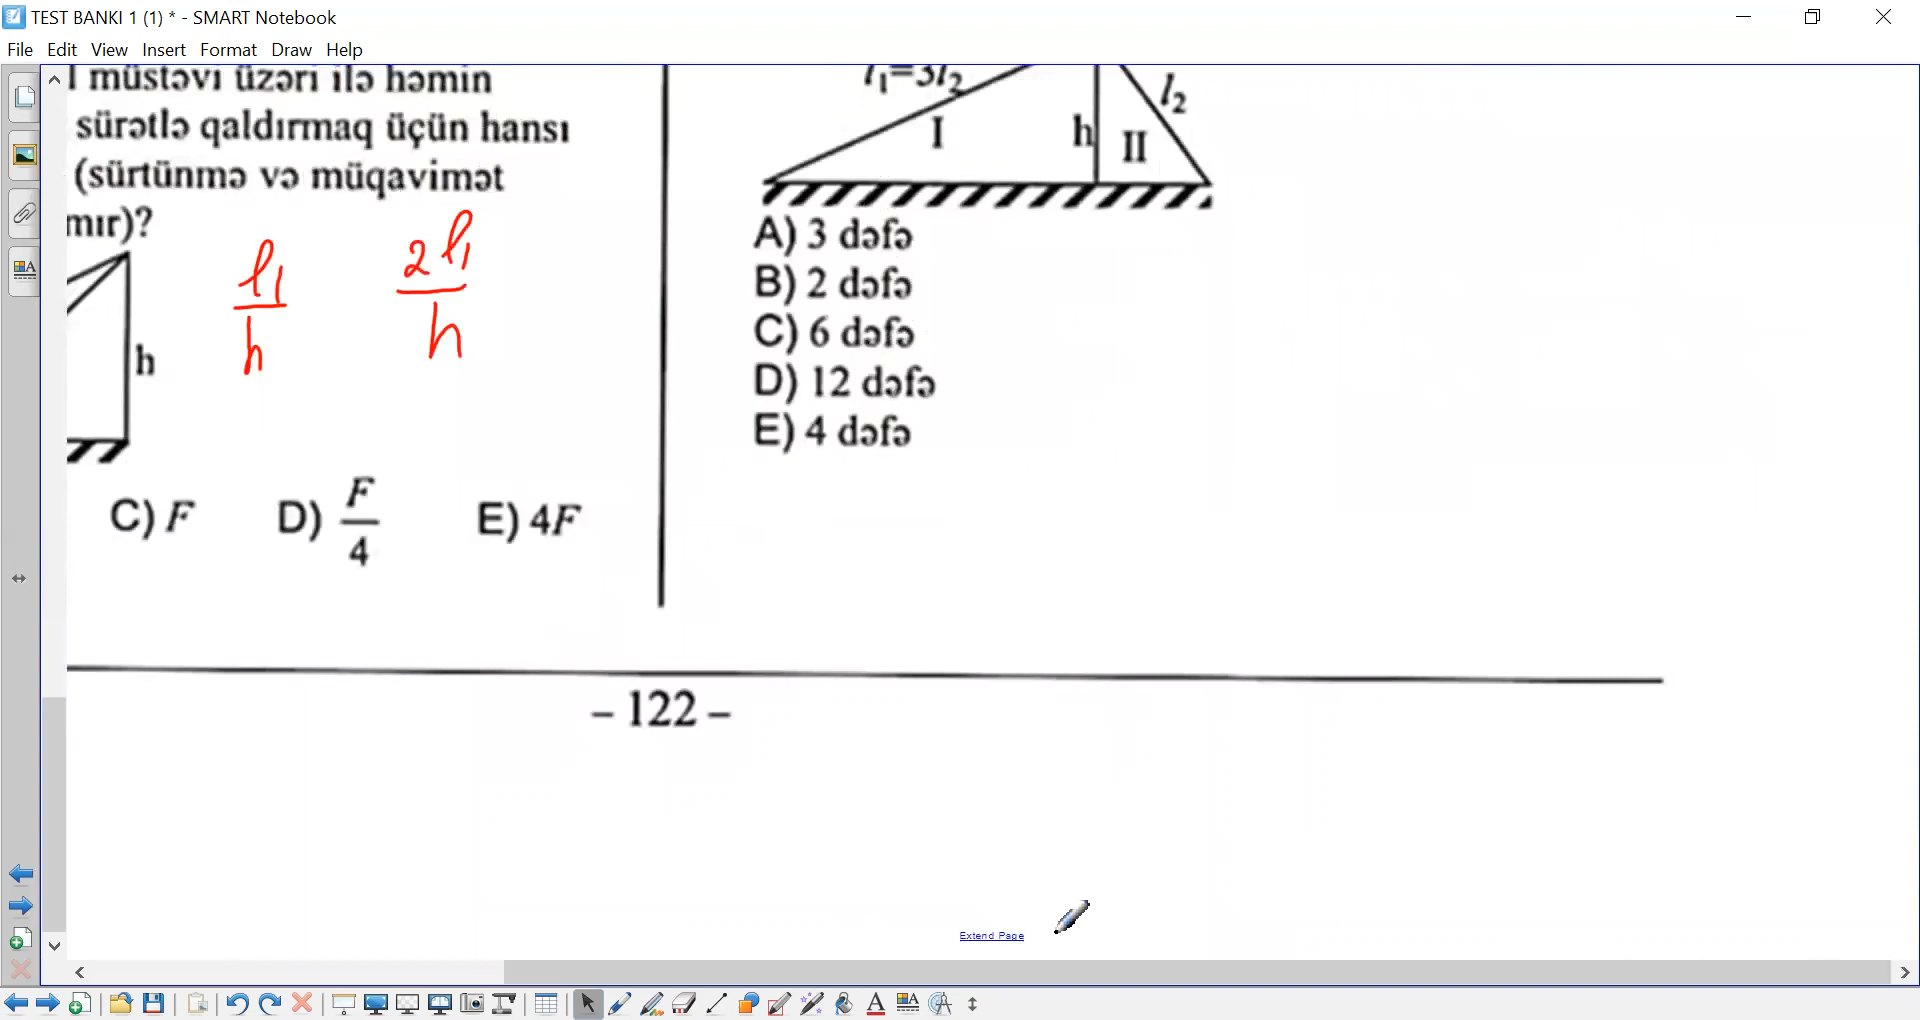 TEST BANKI 1 (1) * - SMART Notebook
File Edit View Insert Format Draw Help
I müstəvi üzəri ilə həmin
sürətlə qaldırmaq üçün hansı
(sürtünmə və müqavimət
mır)?
l₁
h
2l₁
h
h
C) F
D) F/4
E) 4F
l₁=3l₂
l₂
I
h
II
A) 3 dəfə
B) 2 dəfə
C) 6 dəfə
D) 12 dəfə
E) 4 dəfə
– 122 –
Extend Page